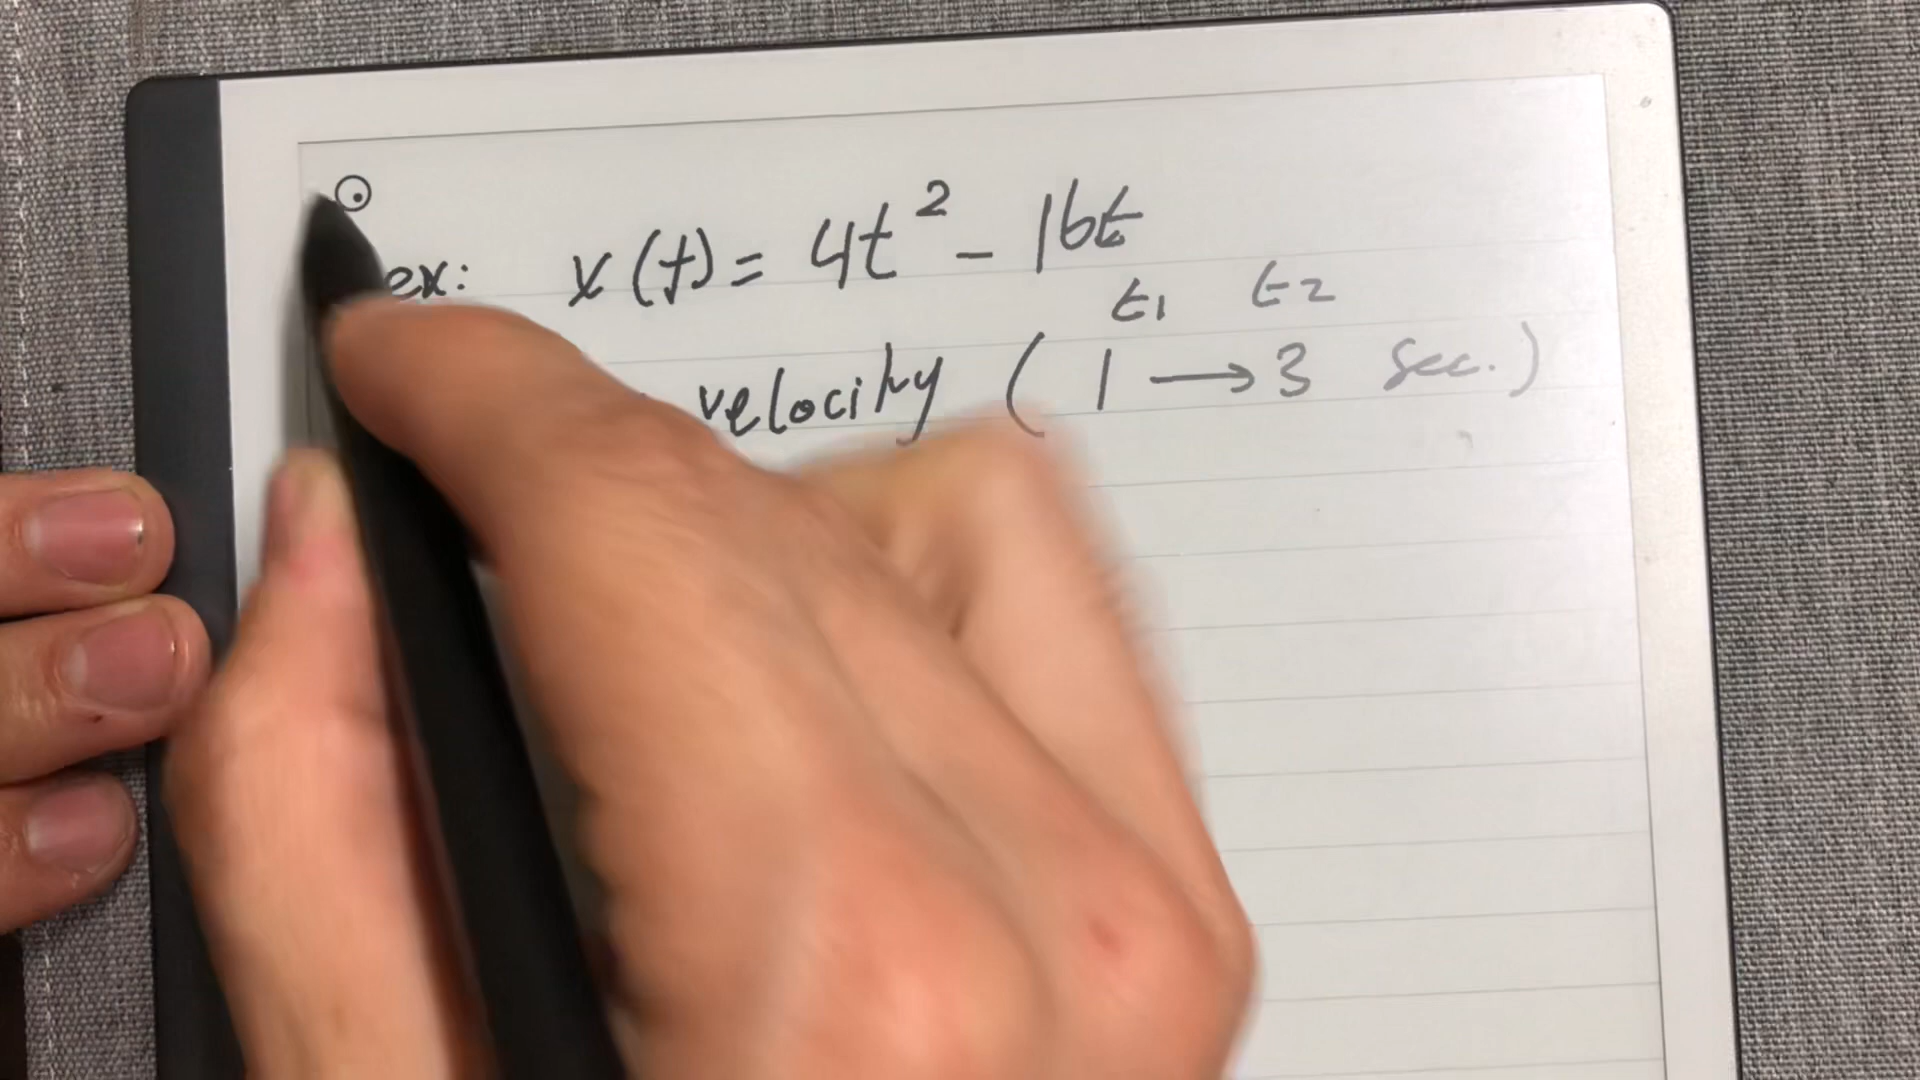 ex: x(t) = 4t² - 16t
t1 t2
velocity ( 1 → 3 sec. )